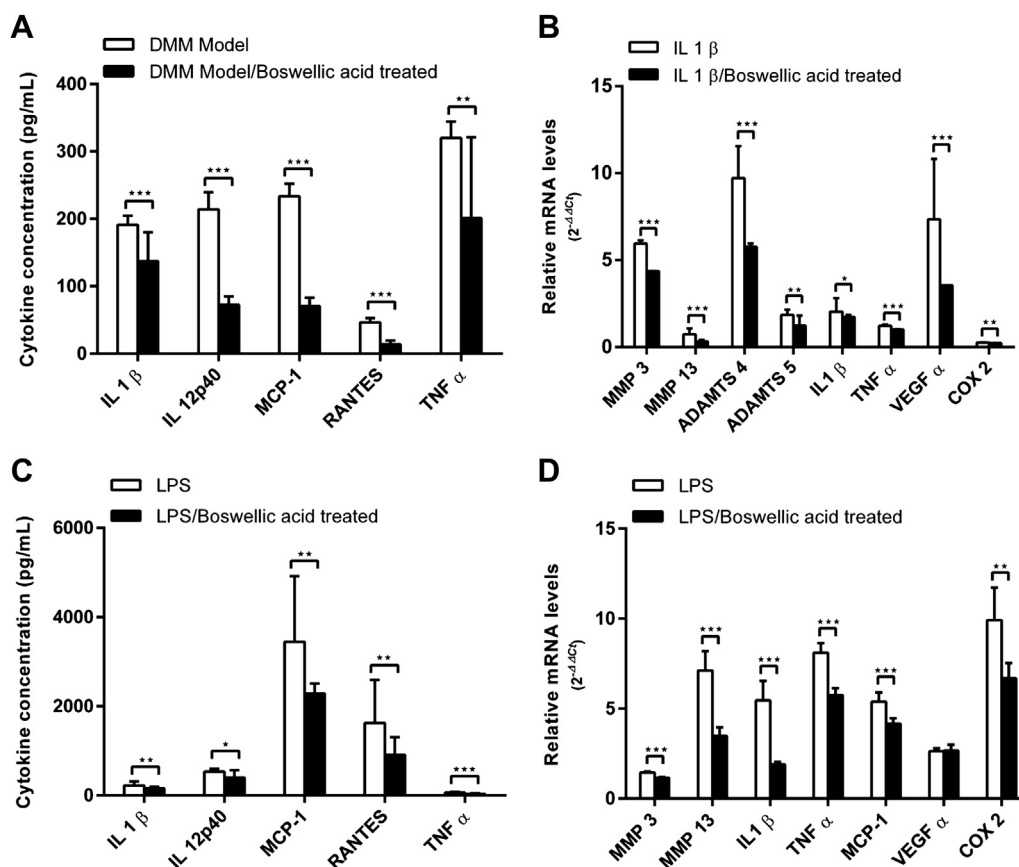 A
DMM Model
DMM Model/Boswellic acid treated
Cytokine concentration (pg/mL)
400
300
200
100
0
***
***
***
***
**
IL 1 β
IL 12p40
MCP-1
RANTES
TNF α
B
IL 1 β
IL 1 β/Boswellic acid treated
Relative mRNA levels
(2-ΔΔCt)
15
10
5
0
***
***
***
**
*
***
***
**
MMP 3
MMP 13
ADAMTS 4
ADAMTS 5
IL1 β
TNF α
VEGF α
COX 2
C
LPS
LPS/Boswellic acid treated
Cytokine concentration (pg/mL)
6000
4000
2000
0
**
*
**
**
***
IL 1 β
IL 12p40
MCP-1
RANTES
TNF α
D
LPS
LPS/Boswellic acid treated
Relative mRNA levels
(2-ΔΔCt)
15
10
5
0
***
***
***
***
***
**
MMP 3
MMP 13
IL1 β
TNF α
MCP-1
VEGF α
COX 2